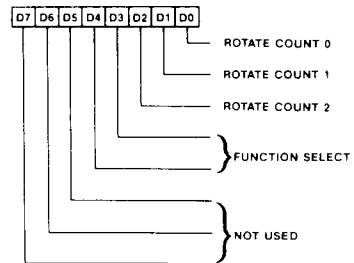 D7 D6 D5 D4 D3 D2 D1 D0
ROTATE COUNT 0
ROTATE COUNT 1
ROTATE COUNT 2
FUNCTION SELECT
NOT USED